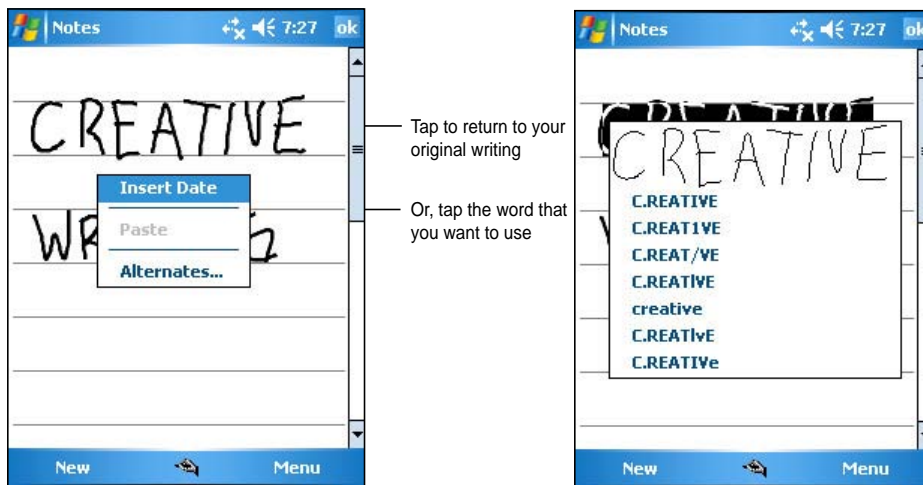 Notes 7:27 ok
CREATIVE
Insert Date
Paste
Alternates...
New Menu
Tap to return to your
original writing
Or, tap the word that
you want to use
Notes 7:27 ok
CREATIVE
C.REATIVE
C.REAT1VE
C.REAT/VE
C.REATlVE
creative
C.REATlvE
C.REATIVe
New Menu